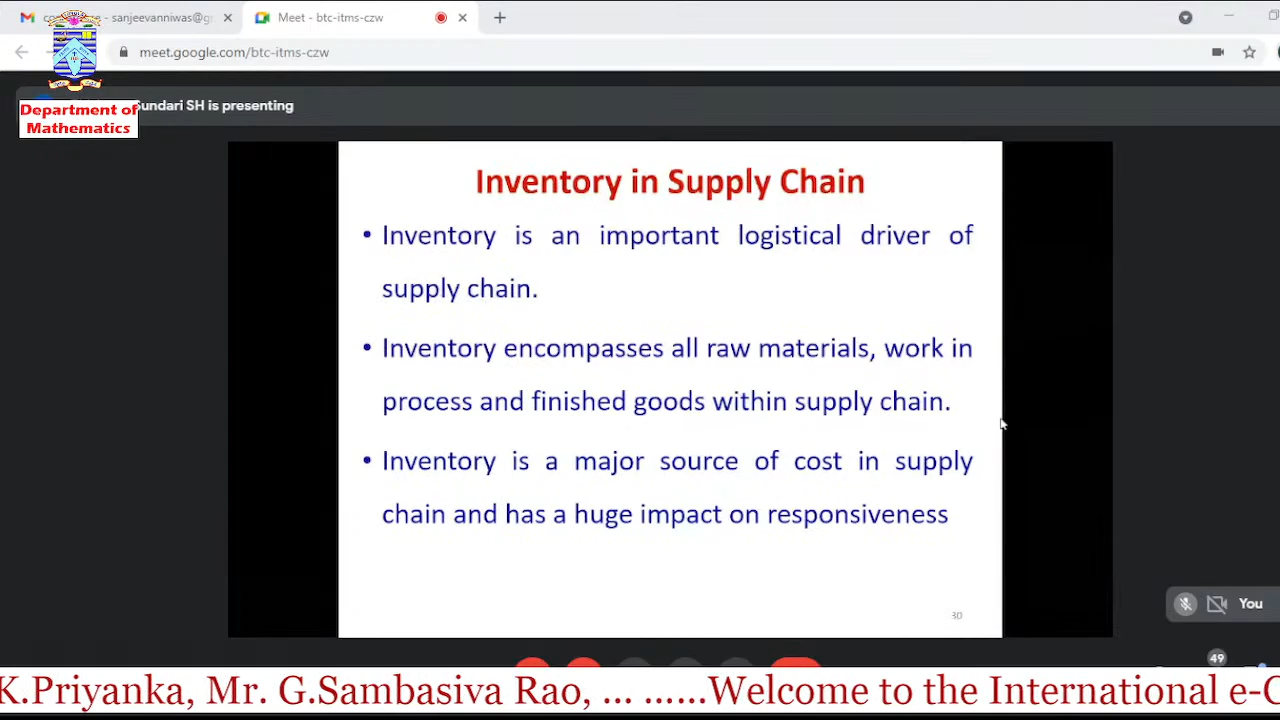 - sanjeevanniwas@g
Meet - btc-itms-czw
meet.google.com/btc-itms-czw
Department of
Mathematics
undari SH is presenting
Inventory in Supply Chain
• Inventory is an important logistical driver of
supply chain.
• Inventory encompasses all raw materials, work in
process and finished goods within supply chain.
• Inventory is a major source of cost in supply
chain and has a huge impact on responsiveness
30
You
49
K.Priyanka, Mr. G.Sambasiva Rao, ... ......Welcome to the International e-C